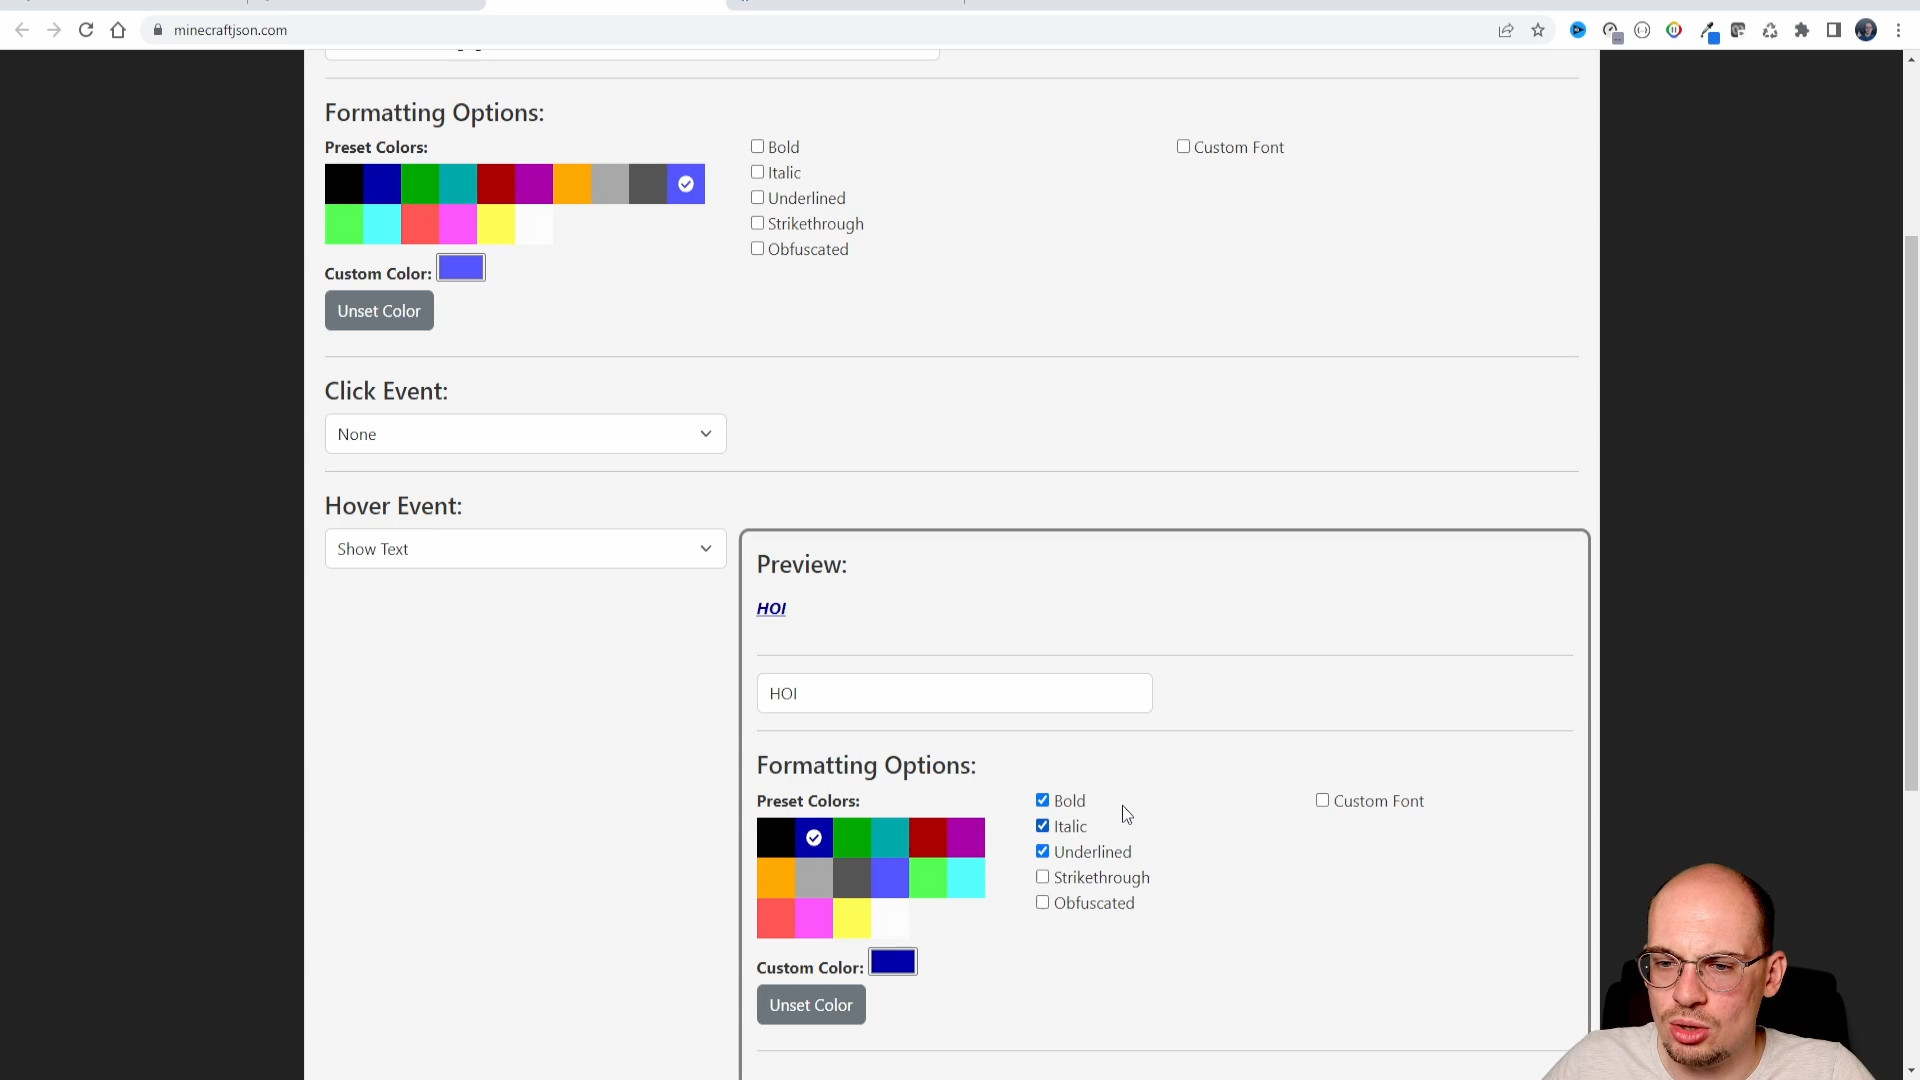 minecraftjson.com
Formatting Options:
Preset Colors:
Bold
Custom Font
Italic
Underlined
Strikethrough
Obfuscated
Custom Color:
Unset Color
Click Event:
None
Hover Event:
Show Text
Preview:
HOI
HOI
Formatting Options:
Preset Colors:
Bold
Custom Font
Italic
Underlined
Strikethrough
Obfuscated
Custom Color:
Unset Color